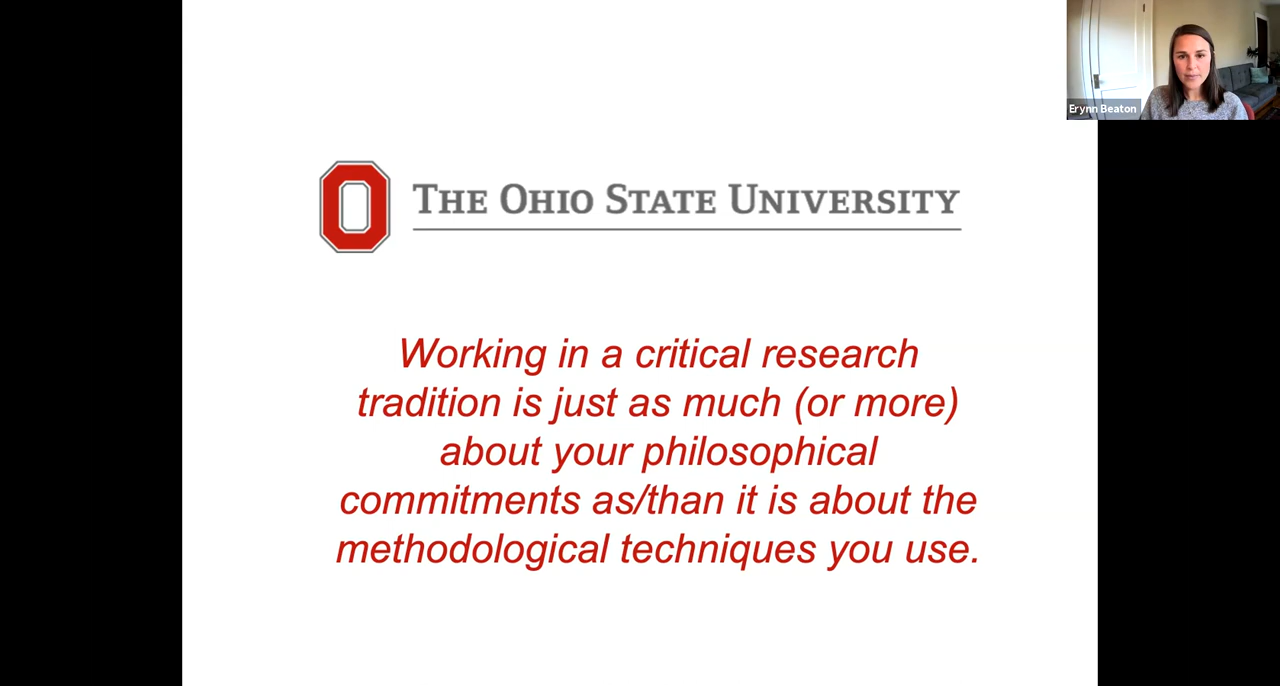 Erynn Beaton
THE OHIO STATE UNIVERSITY
Working in a critical research
tradition is just as much (or more)
about your philosophical
commitments as/than it is about the
methodological techniques you use.